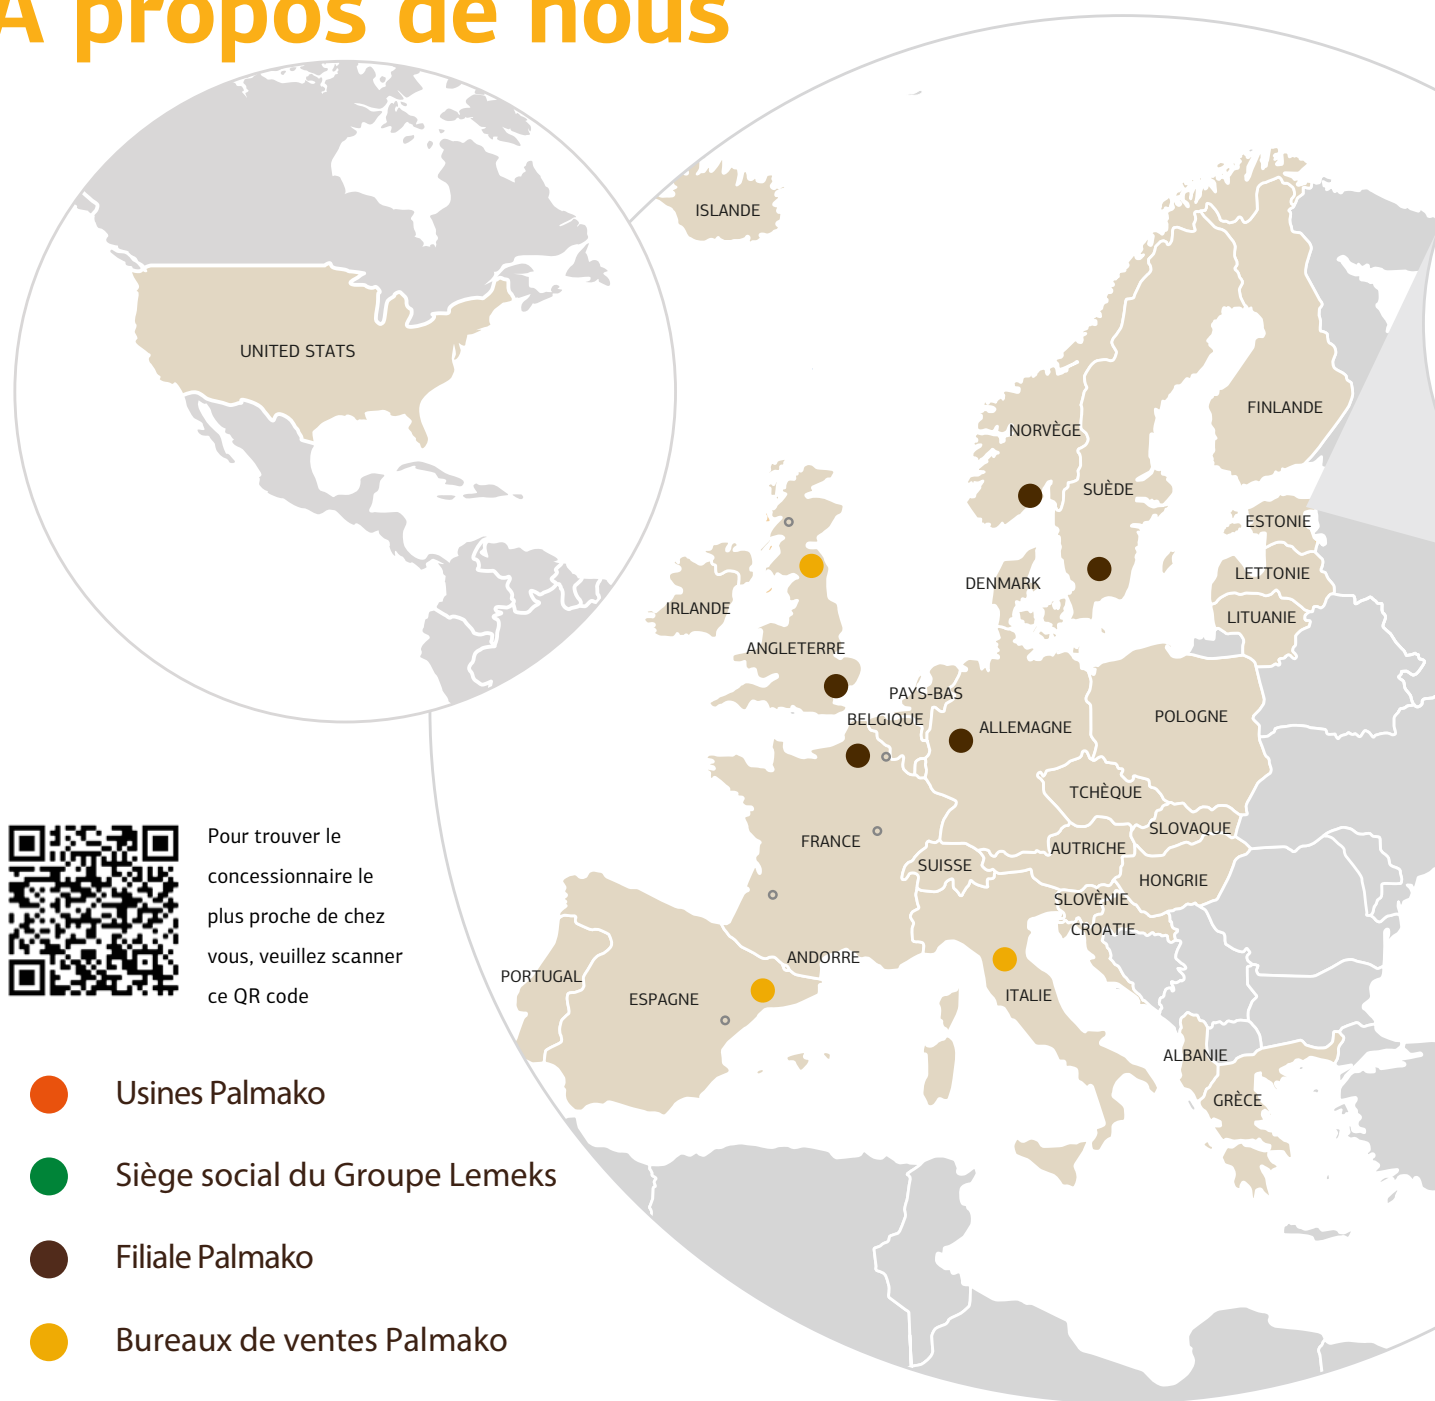 À propos de nous
ISLANDE
UNITED STATS
FINLANDE
NORVÈGE
SUÈDE
ESTONIE
LETTONIE
DENMARK
IRLANDE
LITUANIE
ANGLETERRE
PAYS-BAS
BELGIQUE
ALLEMAGNE
POLOGNE
TCHÈQUE
SLOVAQUE
FRANCE
AUTRICHE
SUISSE
HONGRIE
SLOVÈNIE
CROATIE
ANDORRE
PORTUGAL
ESPAGNE
ITALIE
ALBANIE
GRÈCE
Pour trouver le
concessionnaire le
plus proche de chez
vous, veuillez scanner
ce QR code
Usines Palmako
Siège social du Groupe Lemeks
Filiale Palmako
Bureaux de ventes Palmako